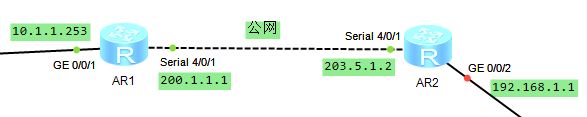 公网
10.1.1.253
Serial 4/0/1
R
R
GE 0/0/1
Serial 4/0/1
203.5.1.2
GE 0/0/2
AR1
200.1.1.1
AR2
192.168.1.1